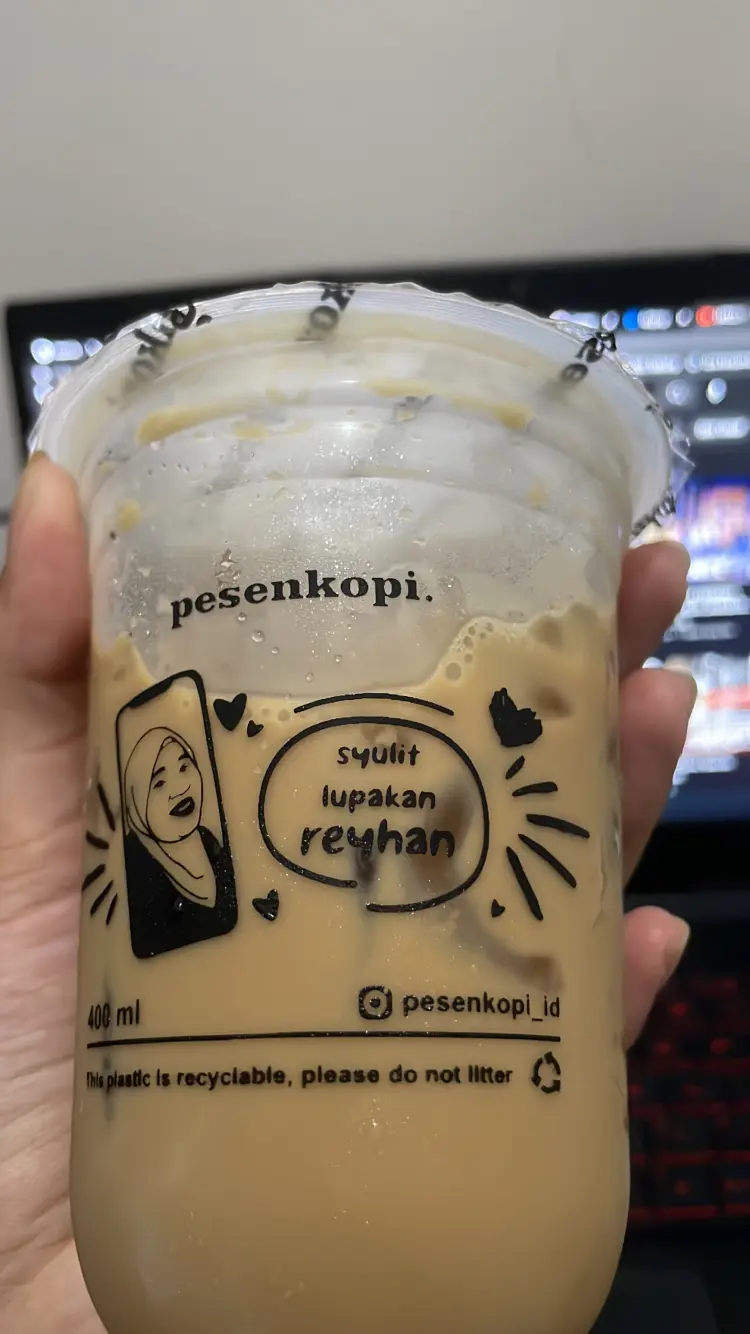 pesenkopi.
syulit
lupakan
reyhan
400 ml
pesenkopi_id
This plastic is recyclable, please do not litter